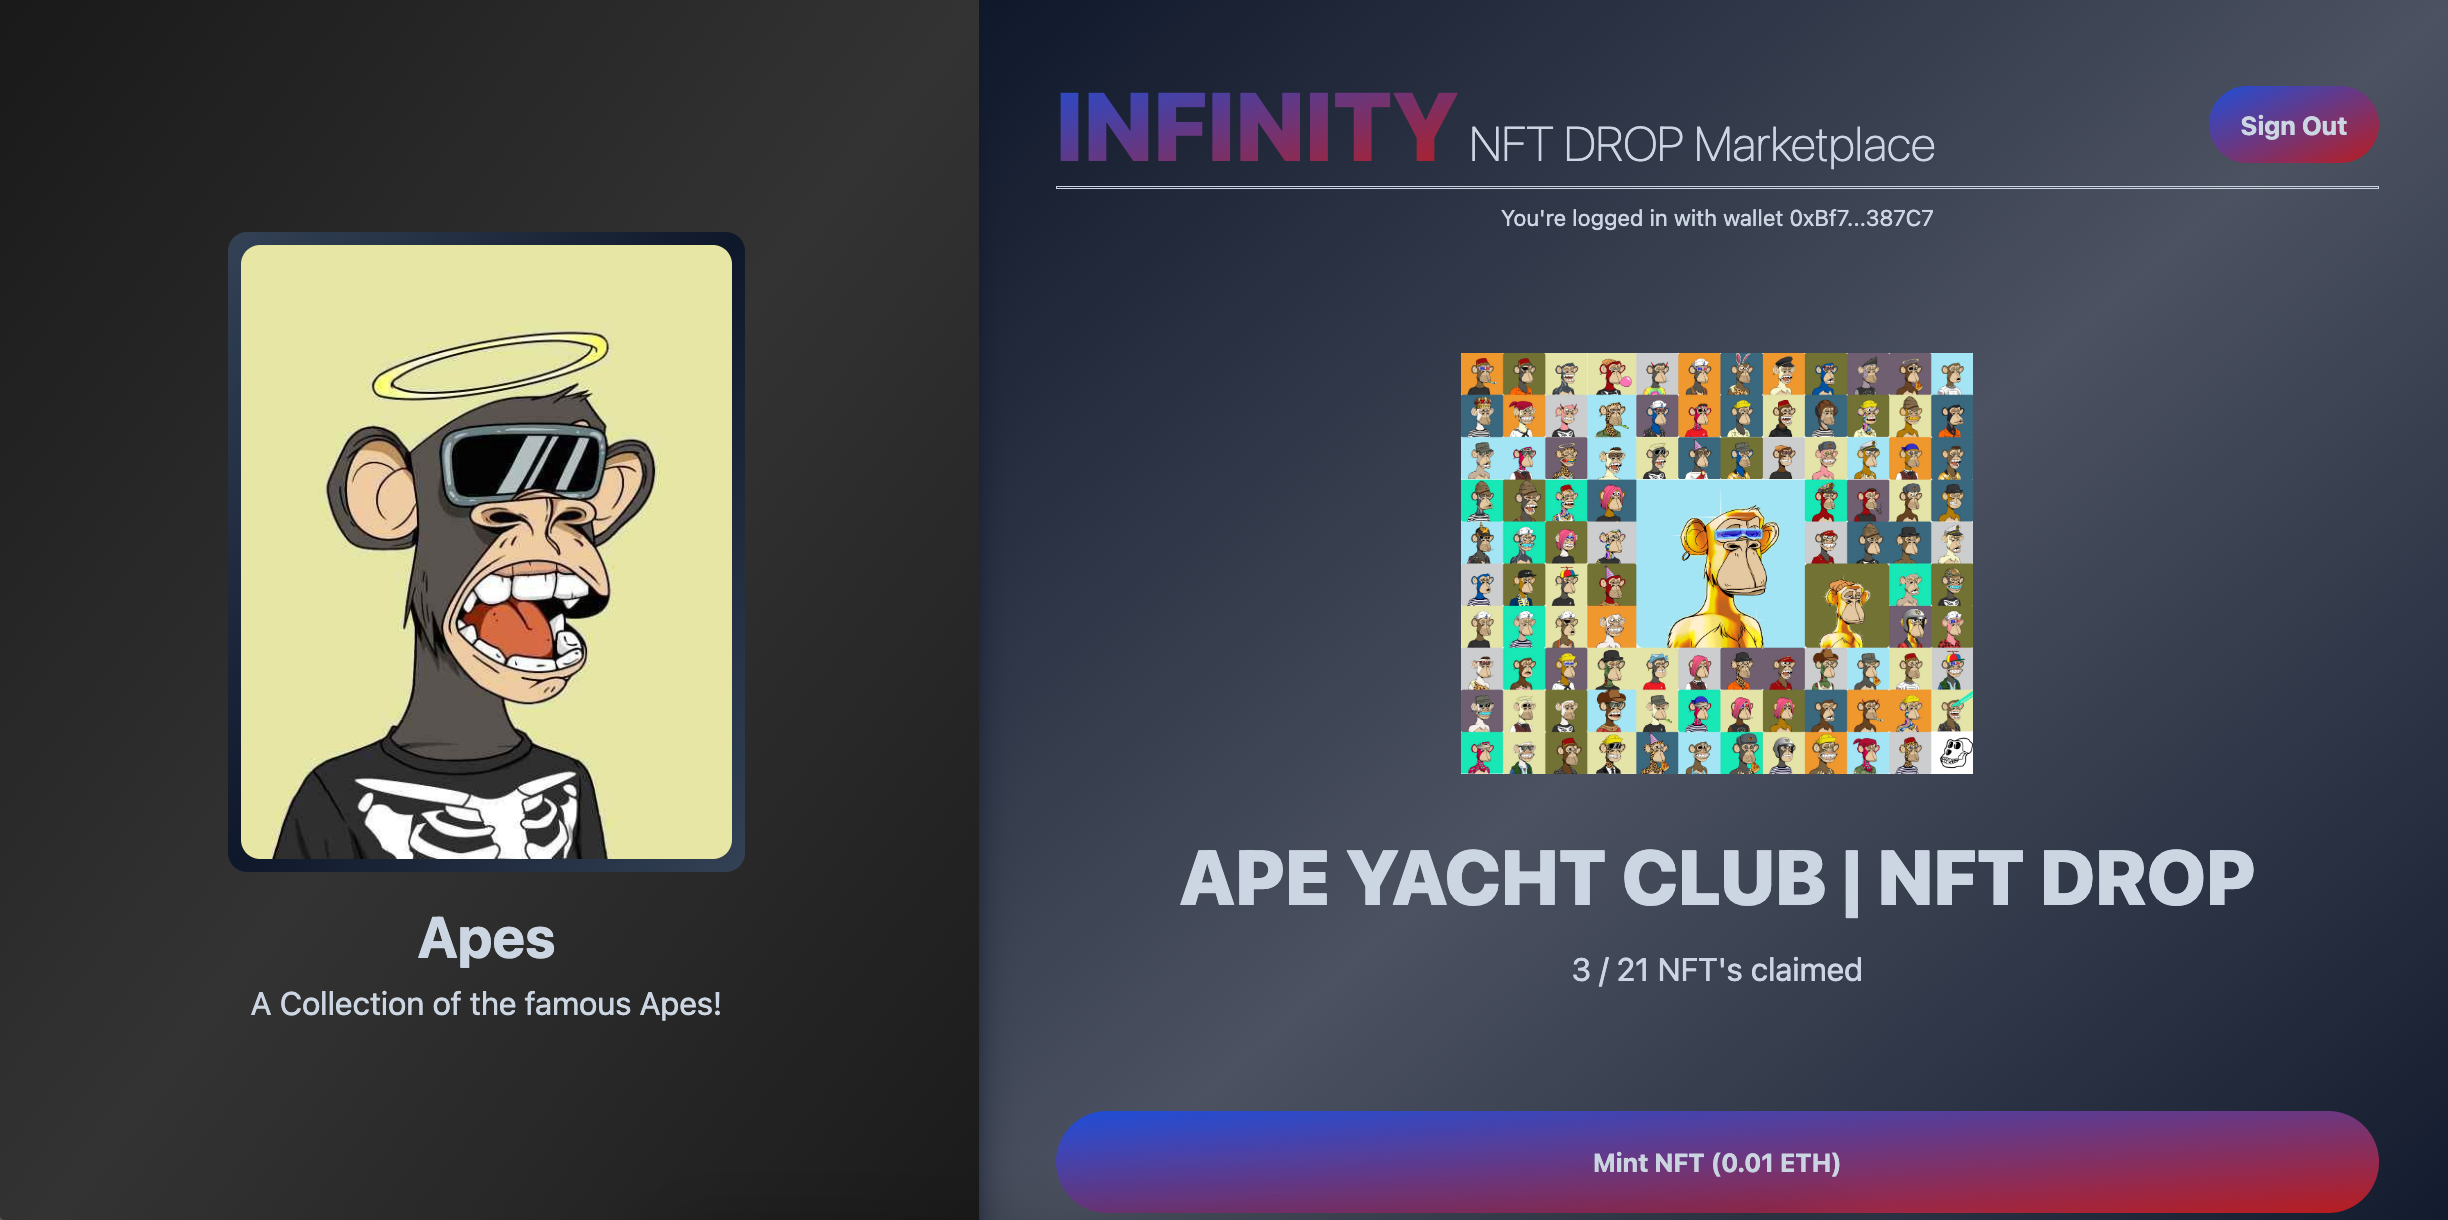 Apes
A Collection of the famous Apes!
INFINITY NFT DROP Marketplace
Sign Out
You're logged in with wallet 0xBf7...387C7
APE YACHT CLUB | NFT DROP
3 / 21 NFT's claimed
Mint NFT (0.01 ETH)